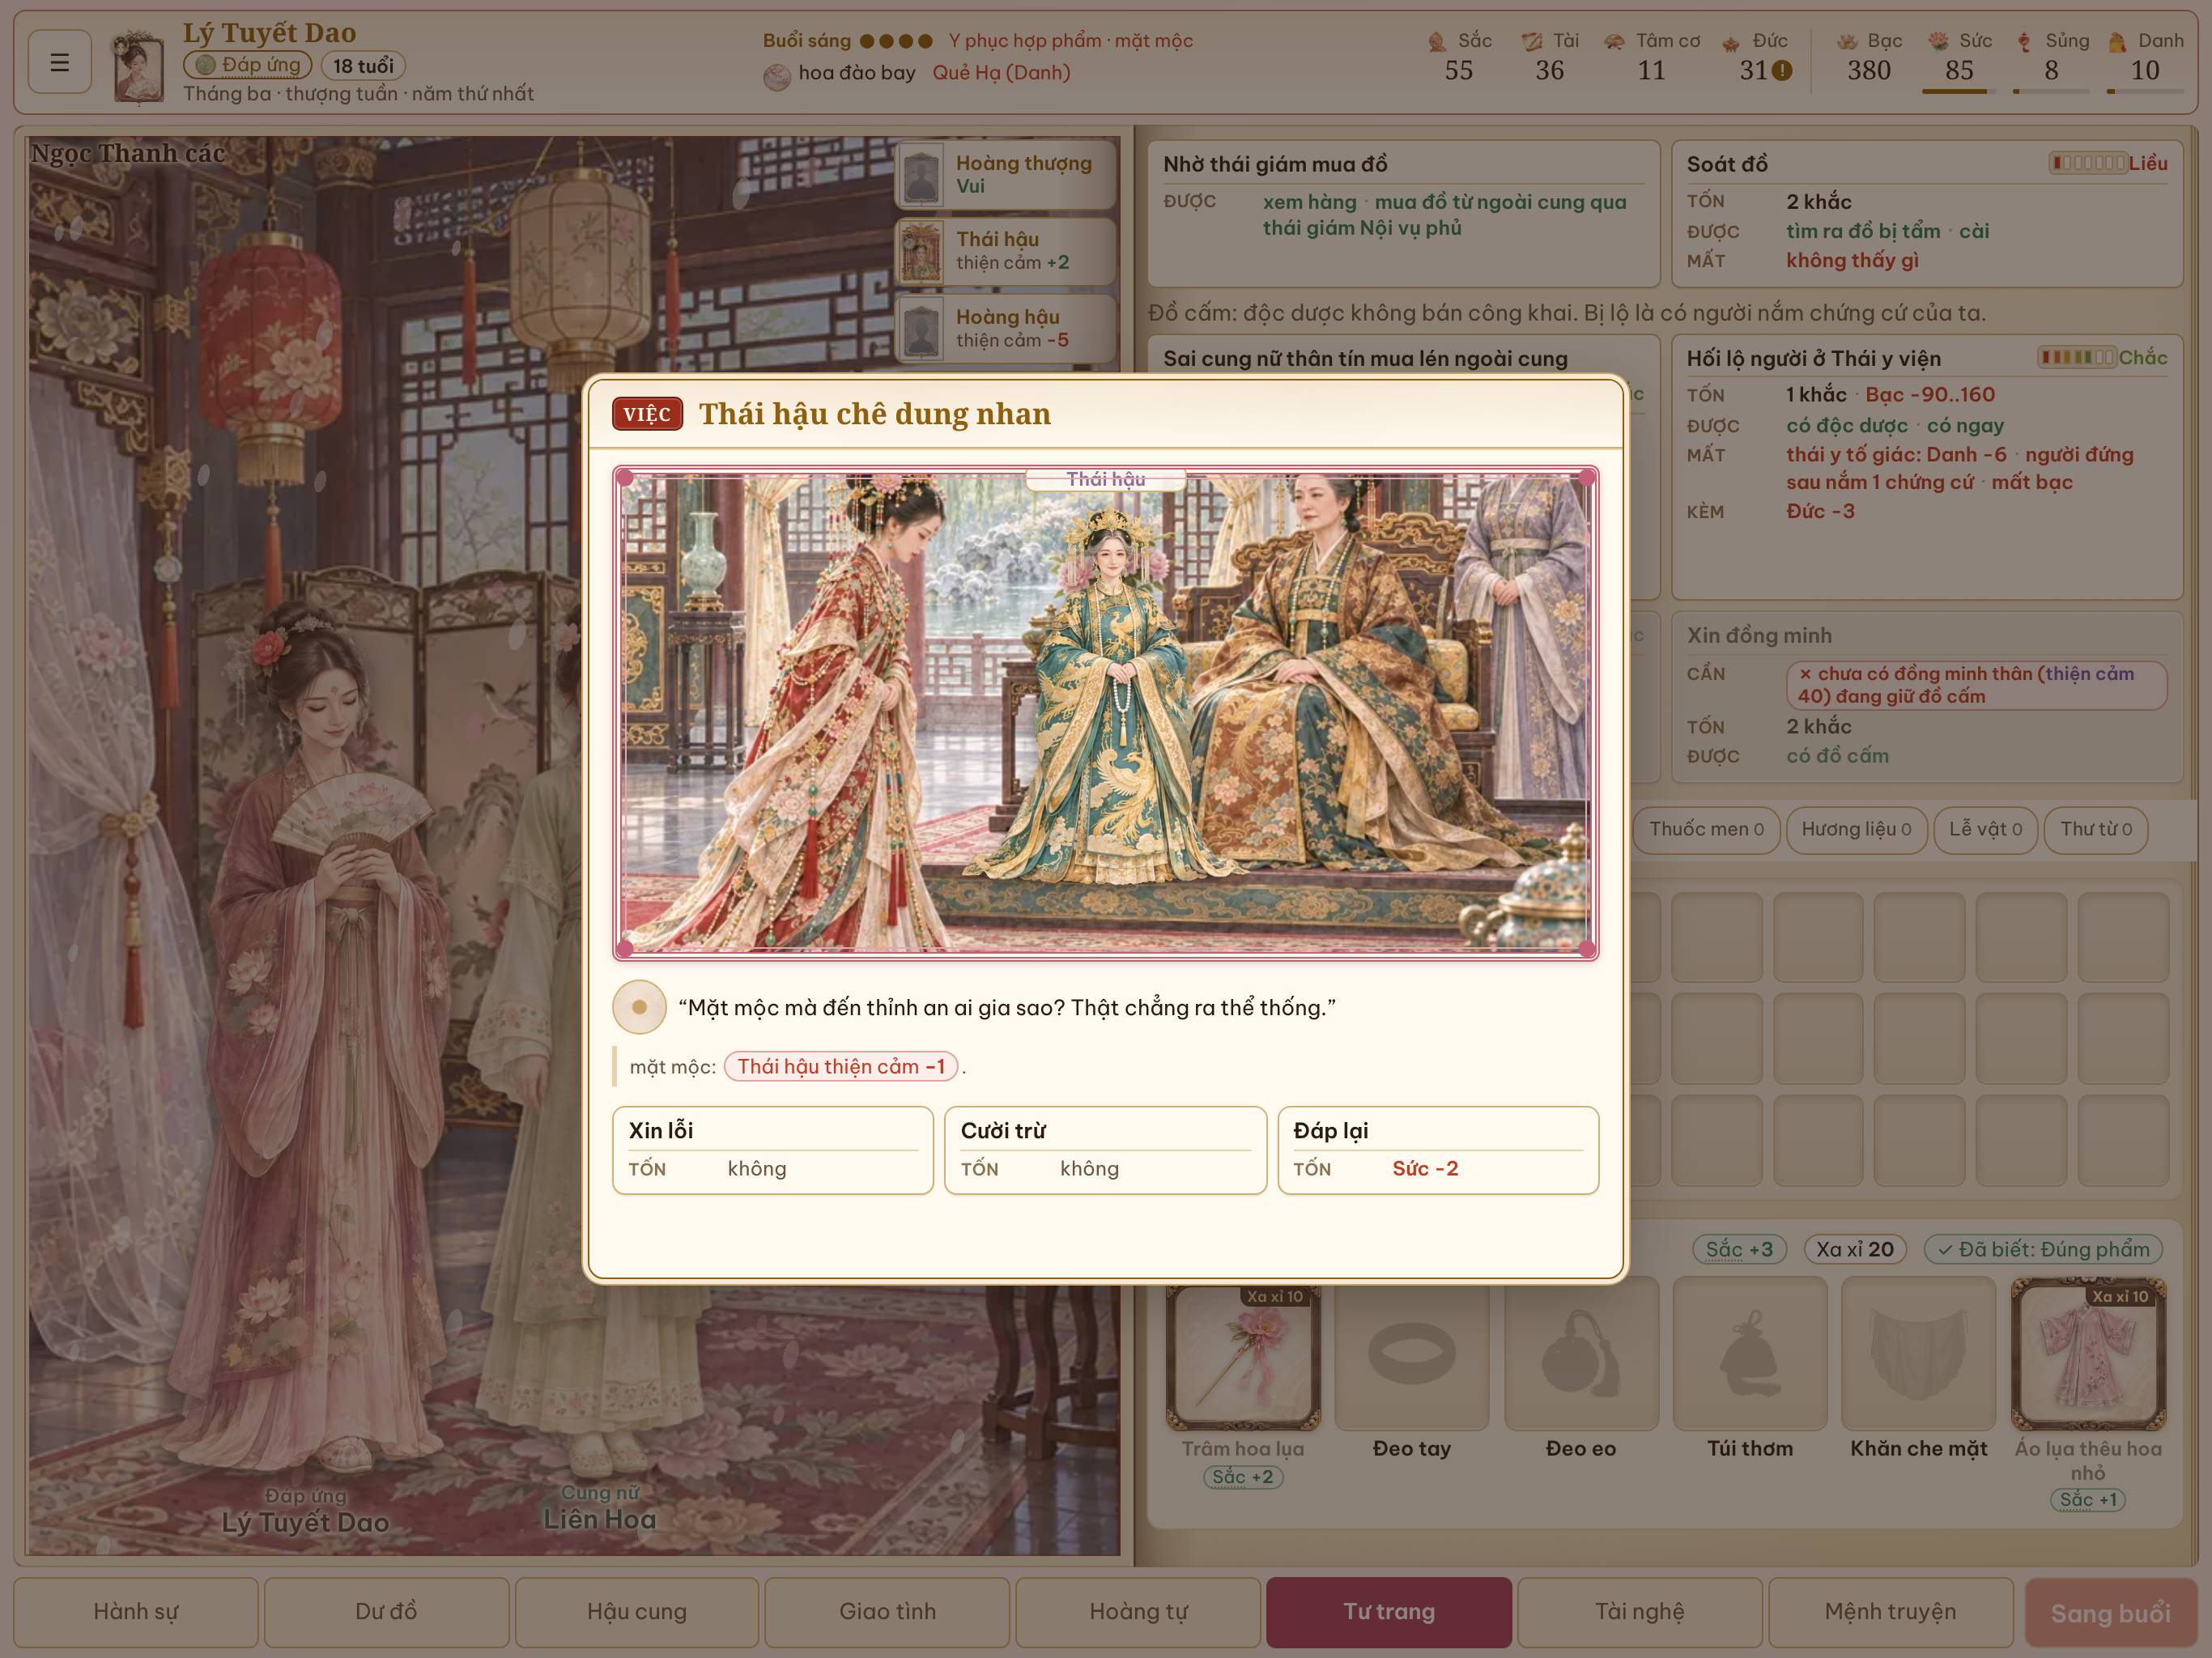 ☰
Lý Tuyết Dao
Đáp ứng 18 tuổi
Tháng ba · thượng tuần · năm thứ nhất
Buổi sáng Y phục hợp phẩm · mặt mộc
hoa đào bay Quẻ Hạ (Danh)
Sắc Tài Tâm cơ Đức Bạc Sức Sủng Danh
55 36 11 31 ! 380 85 8 10
Ngọc Thanh các
Hoàng thượng
Vui
Thái hậu
thiện cảm +2
Hoàng hậu
thiện cảm -5
Đáp ứng
Lý Tuyết Dao
Cung nữ
Liên Hoa
Nhờ thái giám mua đồ
ĐƯỢC xem hàng · mua đồ từ ngoài cung qua
thái giám Nội vụ phủ
Soát đồ Liều
TỐN 2 khắc
ĐƯỢC tìm ra đồ bị tẩm · cài
MẤT không thấy gì
Đồ cấm: độc dược không bán công khai. Bị lộ là có người nắm chứng cứ của ta.
Sai cung nữ thân tín mua lén ngoài cung
Hối lộ người ở Thái y viện Chắc
TỐN 1 khắc · Bạc -90..160
ĐƯỢC có độc dược · có ngay
MẤT thái y tố giác: Danh -6 · người đứng
sau nắm 1 chứng cứ · mất bạc
KÈM Đức -3
Xin đồng minh
CẦN × chưa có đồng minh thân (thiện cảm
40) đang giữ đồ cấm
TỐN 2 khắc
ĐƯỢC có đồ cấm
Thuốc men 0 Hương liệu 0 Lễ vật 0 Thư từ 0
VIỆC Thái hậu chê dung nhan
Thái hậu
“Mặt mộc mà đến thỉnh an ai gia sao? Thật chẳng ra thể thống.”
mặt mộc: Thái hậu thiện cảm −1 .
Xin lỗi
TỐN không
Cười trừ
TỐN không
Đáp lại
TỐN Sức -2
Sắc +3 Xa xỉ 20 ✓ Đã biết: Đúng phẩm
Xa xỉ 10 Xa xỉ 10
Trâm hoa lụa Đeo tay Đeo eo Túi thơm Khăn che mặt Áo lụa thêu hoa
nhỏ
Sắc +2 Sắc +1
Hành sự Dư đồ Hậu cung Giao tình Hoàng tự Tư trang Tài nghệ Mệnh truyện Sang buổi